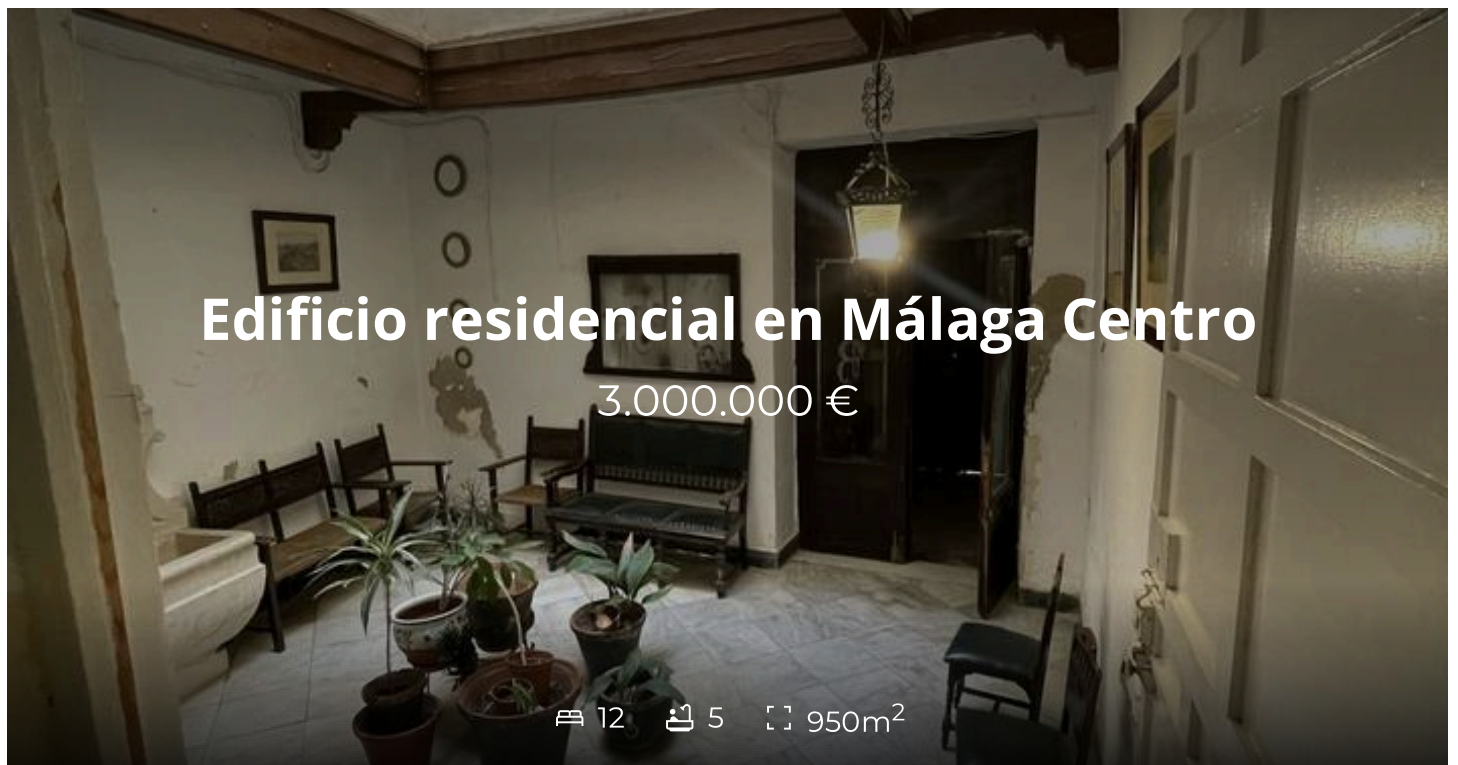 Edificio residencial en Málaga Centro
3.000.000 €
12 5 950m²